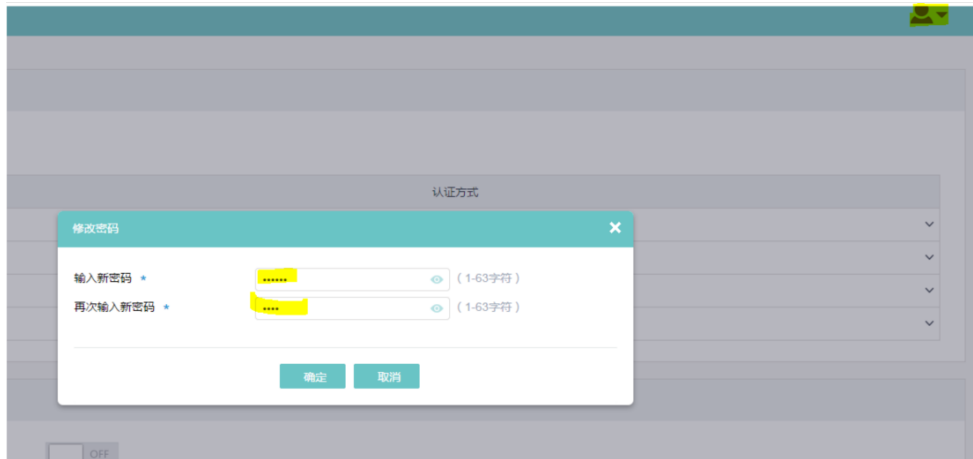 认证方式
修改密码
输入新密码 * •••••• (1-63字符)
再次输入新密码 * •••• (1-63字符)
确定 取消
OFF